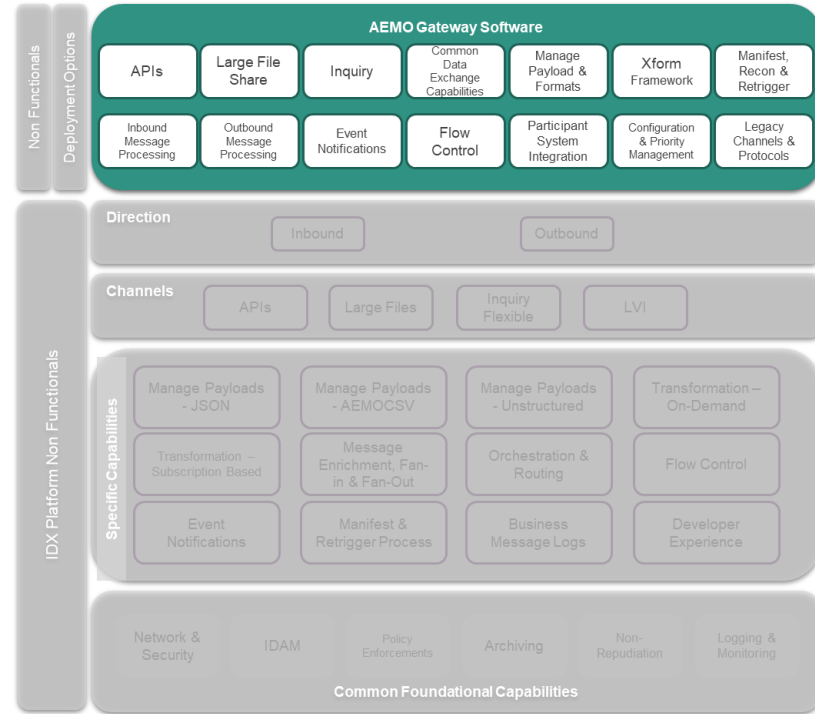 Non Functionals
Deployment Options
AEMO Gateway Software
APIs
Large File
Share
Inquiry
Common
Data
Exchange
Capabilities
Manage
Payload &
Formats
Xform
Framework
Manifest,
Recon &
Retrigger
Inbound
Message
Processing
Outbound
Message
Processing
Event
Notifications
Flow
Control
Participant
System
Integration
Configuration
& Priority
Management
Legacy
Channels &
Protocols
IDX Platform Non Functionals
Direction
Inbound
Outbound
Channels
APIs
Large Files
Inquiry
Flexible
LVI
Specific Capabilities
Manage Payloads
- JSON
Manage Payloads
- AEMOCSV
Manage Payloads
- Unstructured
Transformation –
On-Demand
Transformation –
Subscription Based
Message
Enrichment, Fan-
in & Fan-Out
Orchestration &
Routing
Flow Control
Event
Notifications
Manifest &
Retrigger Process
Business
Message Logs
Developer
Experience
Network &
Security
IDAM
Policy
Enforcements
Archiving
Non-
Repudiation
Logging &
Monitoring
Common Foundational Capabilities